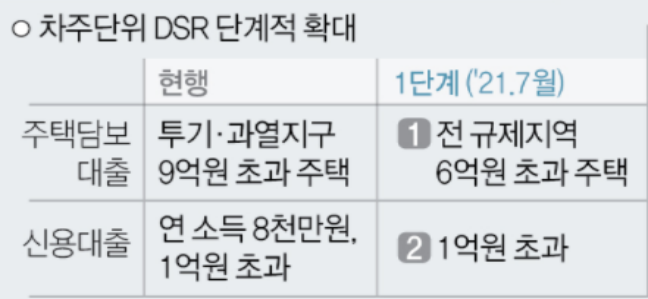 ○ 차주단위 DSR 단계적 확대
현행 1단계 ('21.7월)
주택담보 대출 투기·과열지구 1 전 규제지역
9억원 초과 주택 6억원 초과 주택
신용대출 연 소득 8천만원, 2 1억원 초과
1억원 초과